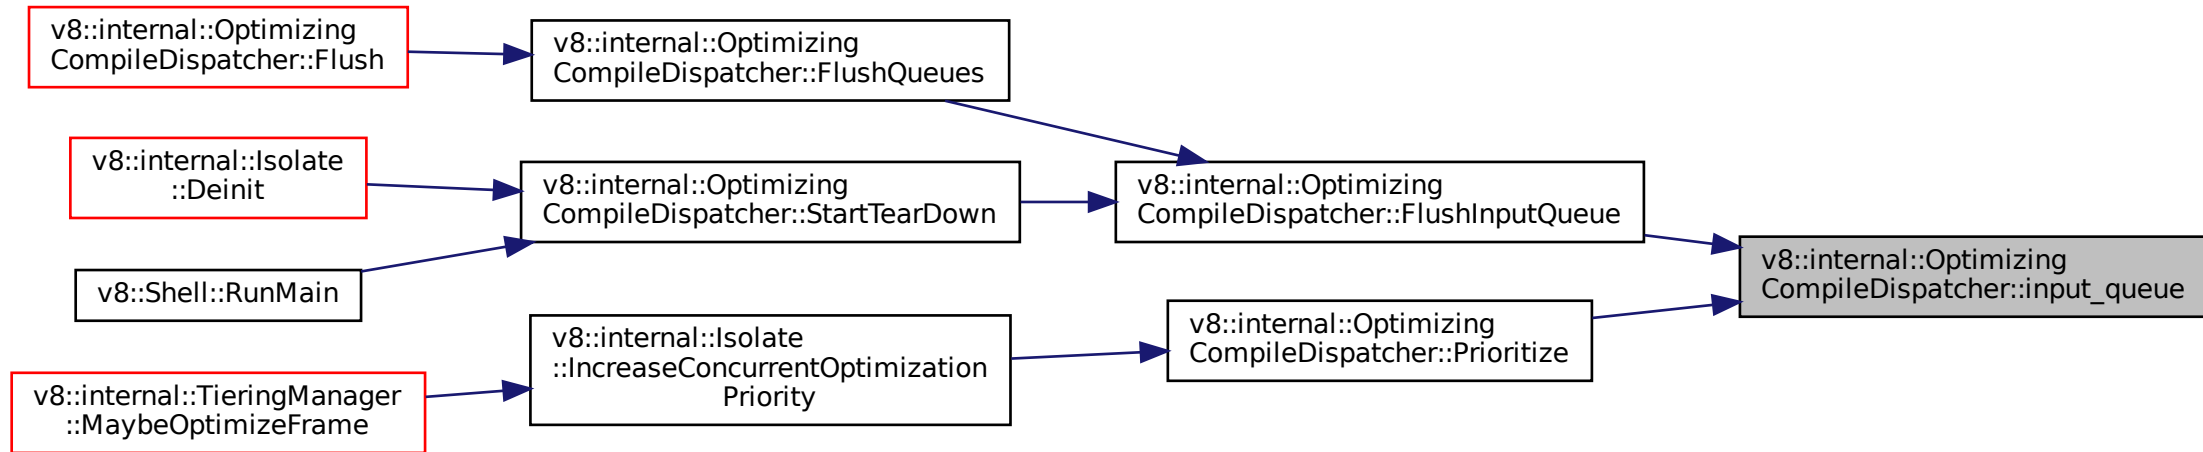 v8::internal::Optimizing
CompileDispatcher::Flush
v8::internal::Optimizing
CompileDispatcher::FlushQueues
v8::internal::Isolate
::Deinit
v8::internal::Optimizing
CompileDispatcher::StartTearDown
v8::internal::Optimizing
CompileDispatcher::FlushInputQueue
v8::internal::Optimizing
CompileDispatcher::input_queue
v8::Shell::RunMain
v8::internal::Isolate
::IncreaseConcurrentOptimization
Priority
v8::internal::Optimizing
CompileDispatcher::Prioritize
v8::internal::TieringManager
::MaybeOptimizeFrame